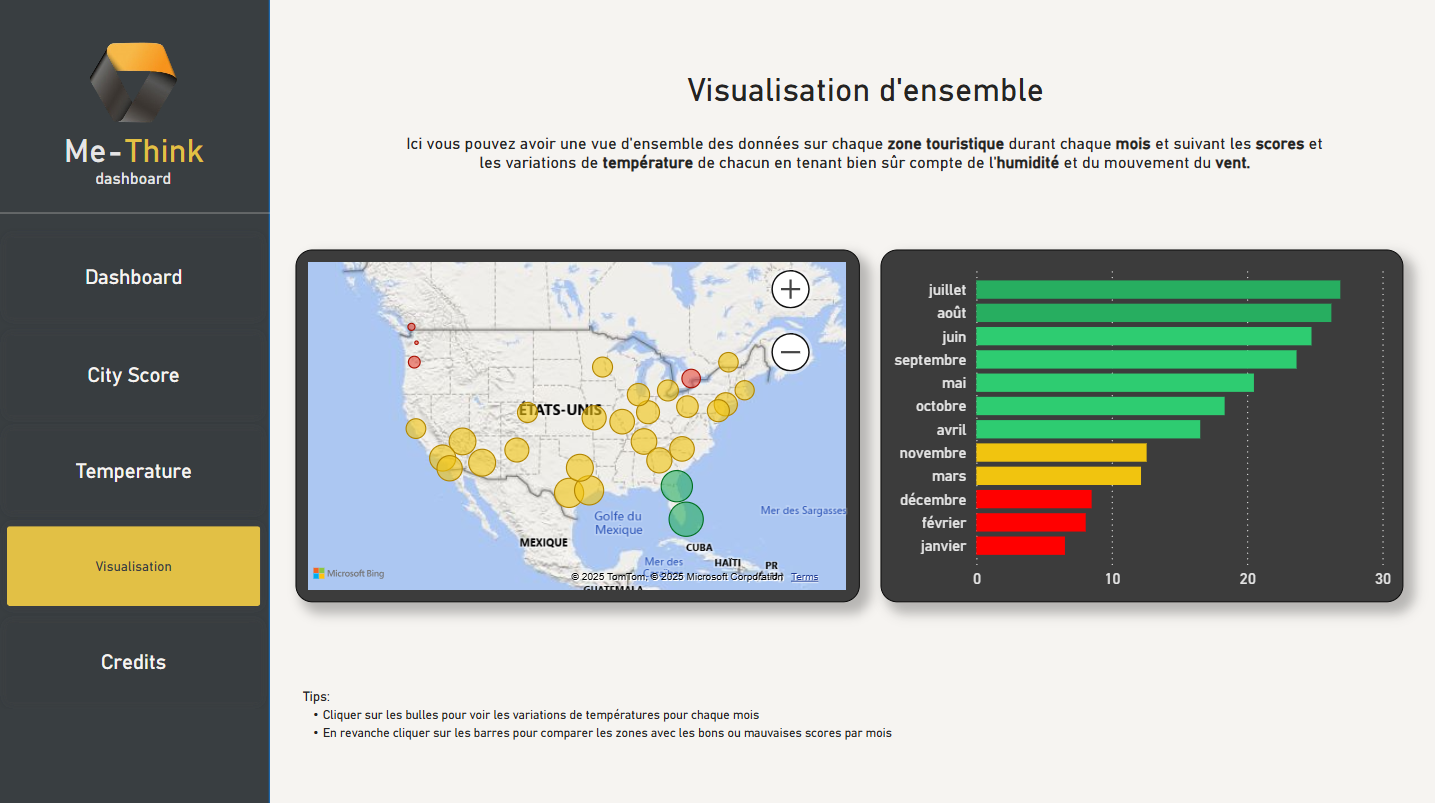 Me-Think
dashboard
Dashboard
City Score
Temperature
Visualisation
Credits
Visualisation d'ensemble
Ici vous pouvez avoir une vue d'ensemble des données sur chaque zone touristique durant chaque mois et suivant les scores et
les variations de température de chacun en tenant bien sûr compte de l'humidité et du mouvement du vent.
+
−
ÉTATS-UNIS
Mer des Sargasses
Golfe du
Mexique
MEXIQUE
CUBA
HAÏTI
PR
Mer des
GUATEMALA
Microsoft Bing
© 2025 TomTom, © 2025 Microsoft Corporation
Terms
juillet
août
juin
septembre
mai
octobre
avril
novembre
mars
décembre
février
janvier
0 10 20 30
Tips:
• Cliquer sur les bulles pour voir les variations de températures pour chaque mois
• En revanche cliquer sur les barres pour comparer les zones avec les bons ou mauvaises scores par mois